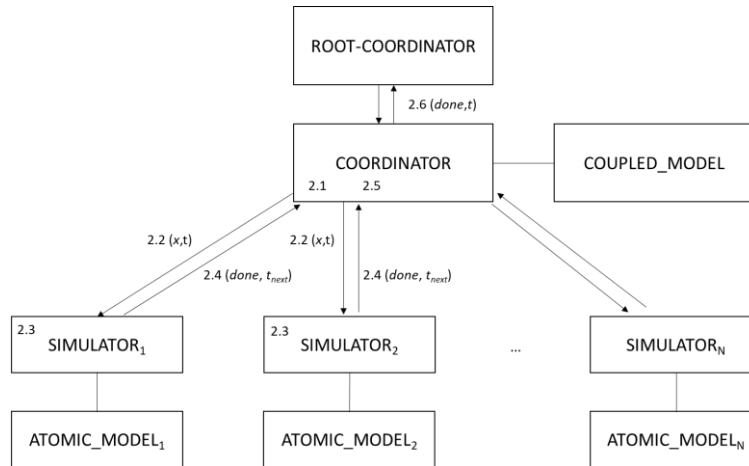 ROOT-COORDINATOR
2.6 (done,t)
COORDINATOR
COUPLED_MODEL
2.1
2.5
2.2 (x,t)
2.2 (x,t)
2.4 (done, tnext)
2.4 (done, tnext)
2.3
SIMULATOR1
2.3
SIMULATOR2
...
SIMULATORN
ATOMIC_MODEL1
ATOMIC_MODEL2
ATOMIC_MODELN